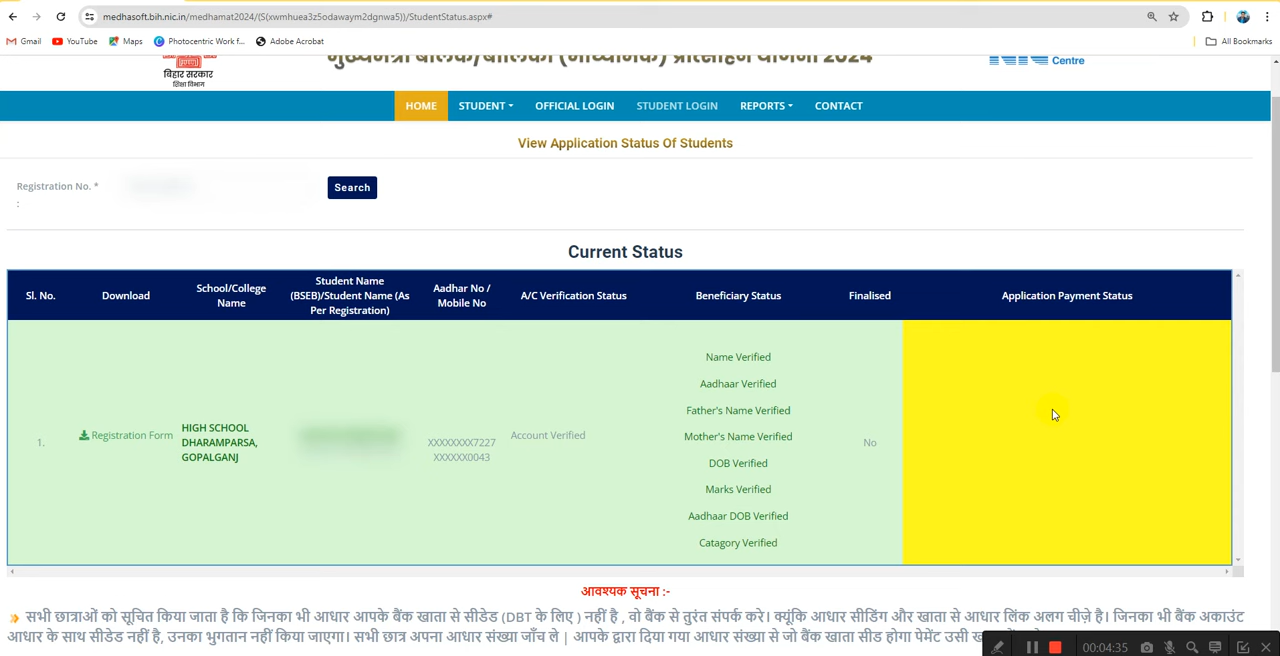 medhasoft.bih.nic.in/medhamat2024/(S(xwmhuea3z5odawaym2dgnwa5))/StudentStatus.aspx#
Gmail YouTube Maps Photocentric Work f... Adobe Acrobat All Bookmarks
बिहार सरकार
शिक्षा विभाग
मुख्यमंत्री बालक/बालिका (माध्यमिक) प्रोत्साहन योजना 2024
Centre
HOME STUDENT OFFICIAL LOGIN STUDENT LOGIN REPORTS CONTACT
View Application Status Of Students
Registration No. *
:
Search
Current Status
Sl. No.
Download
School/College
Name
Student Name
(BSEB)/Student Name (As
Per Registration)
Aadhar No /
Mobile No
A/C Verification Status
Beneficiary Status
Finalised
Application Payment Status
1.
Registration Form
HIGH SCHOOL
DHARAMPARSA,
GOPALGANJ
XXXXXXXX7227
XXXXXX0043
Account Verified
Name Verified
Aadhaar Verified
Father's Name Verified
Mother's Name Verified
DOB Verified
Marks Verified
Aadhaar DOB Verified
Catagory Verified
No
आवश्यक सूचना :-
सभी छात्राओं को सूचित किया जाता है कि जिनका भी आधार आपके बैंक खाता से सीडेड (DBT के लिए ) नहीं है , वो बैंक से तुरंत संपर्क करे। क्यूंकि आधार सीडिंग और खाता से आधार लिंक अलग चीज़े है। जिनका भी बैंक अकाउंट
आधार के साथ सीडेड नहीं है, उनका भुगतान नहीं किया जाएगा। सभी छात्र अपना आधार संख्या जाँच ले | आपके द्वारा दिया गया आधार संख्या से जो बैंक खाता सीड होगा पेमेंट उसी
00:04:35